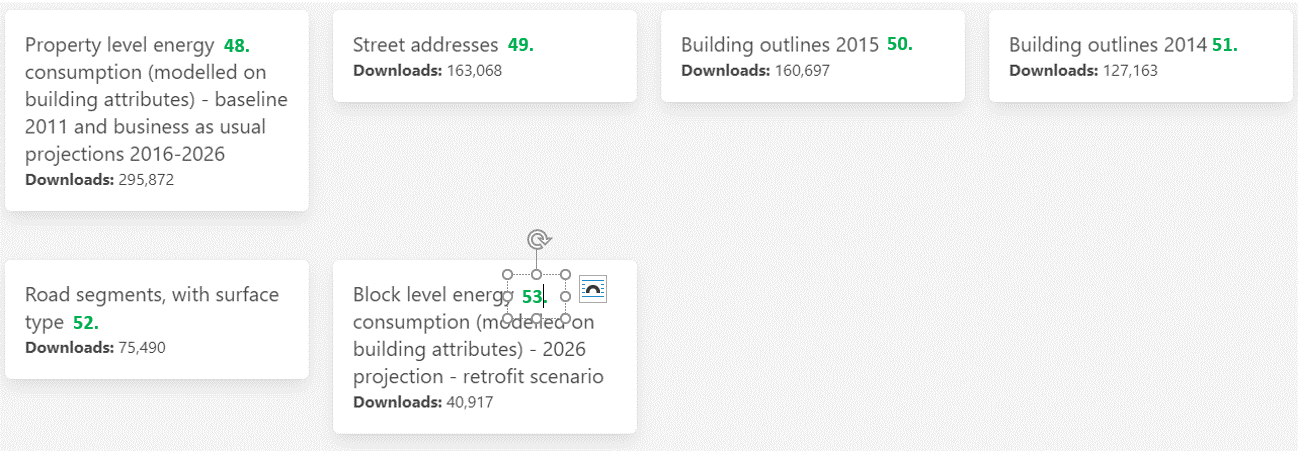 Property level energy 48.
consumption (modelled on
building attributes) - baseline
2011 and business as usual
projections 2016-2026
Downloads: 295,872
Street addresses 49.
Downloads: 163,068
Building outlines 2015 50.
Downloads: 160,697
Building outlines 2014 51.
Downloads: 127,163
Road segments, with surface
type 52.
Downloads: 75,490
Block level energy 53.
consumption (modelled on
building attributes) - 2026
projection - retrofit scenario
Downloads: 40,917